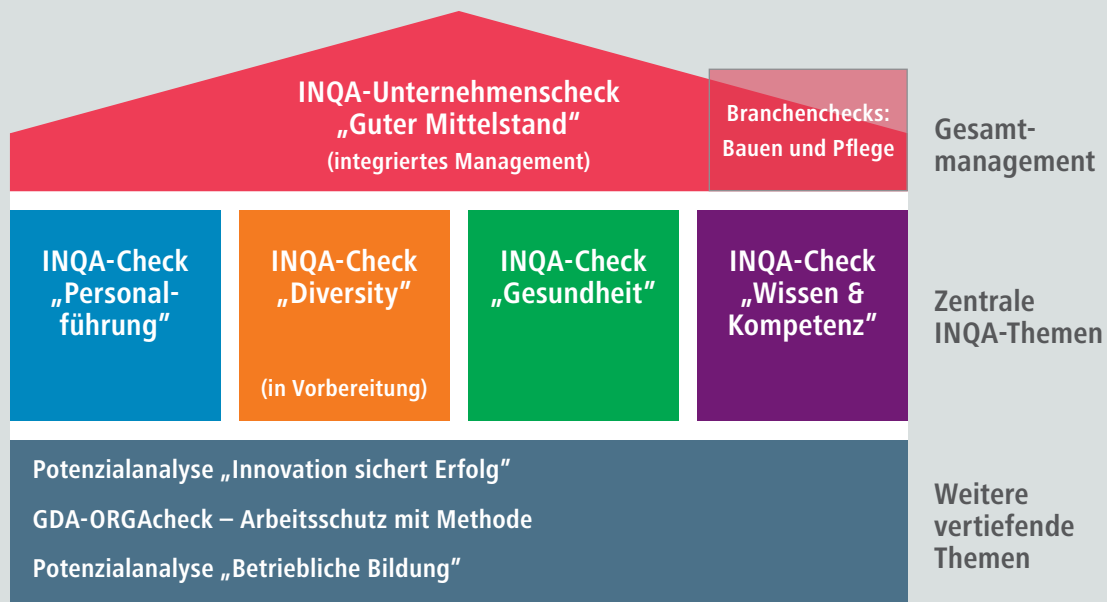 INQA-Unternehmenscheck
„Guter Mittelstand“
(integriertes Management)
Branchenchecks:
Bauen und Pflege
Gesamt-
management
INQA-Check
„Personal-
führung“
INQA-Check
„Diversity“
(in Vorbereitung)
INQA-Check
„Gesundheit“
INQA-Check
„Wissen &
Kompetenz“
Zentrale
INQA-Themen
Potenzialanalyse „Innovation sichert Erfolg“
GDA-ORGAcheck – Arbeitsschutz mit Methode
Potenzialanalyse „Betriebliche Bildung“
Weitere
vertiefende
Themen